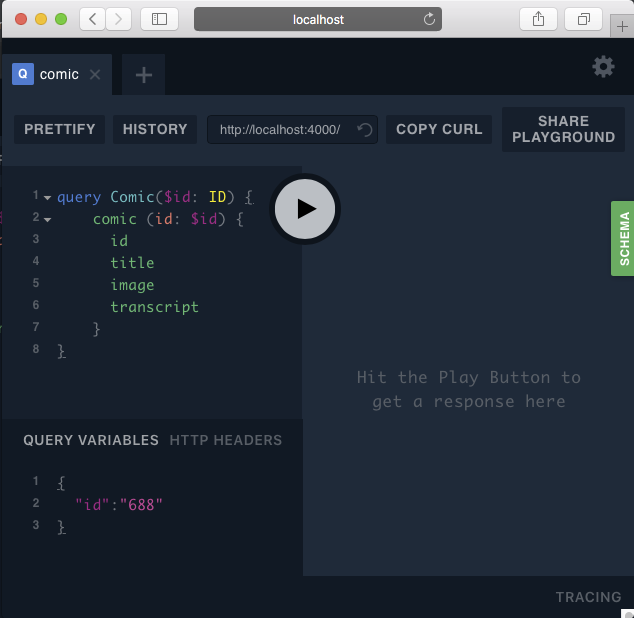 localhost
Q comic
PRETTIFY HISTORY http://localhost:4000/ COPY CURL SHARE PLAYGROUND
1 query Comic($id: ID) {
2 comic (id: $id) {
3 id
4 title
5 image
6 transcript
7 }
8 }
SCHEMA
Hit the Play Button to
get a response here
QUERY VARIABLES HTTP HEADERS
1 {
2 "id":"688"
3 }
TRACING